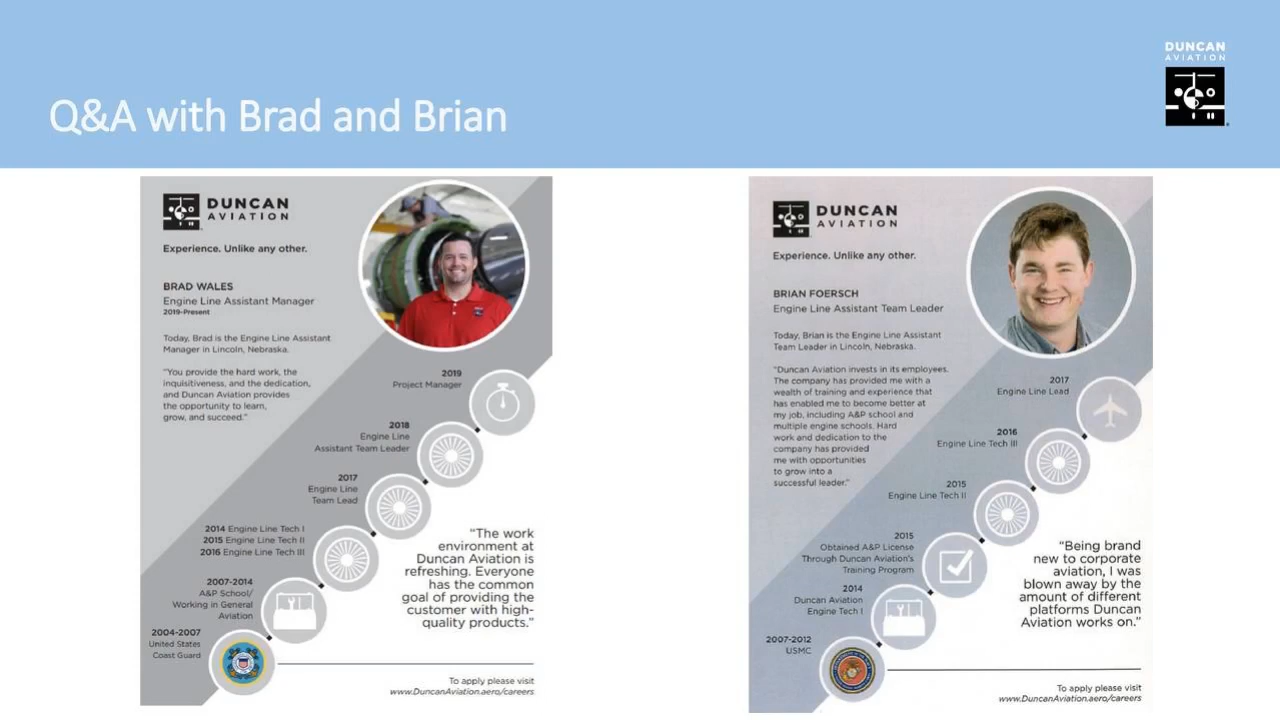 DUNCAN
AVIATION
Q&A with Brad and Brian
DUNCAN
AVIATION
Experience. Unlike any other.
BRAD WALES
Engine Line Assistant Manager
2019-Present
Today, Brad is the Engine Line Assistant
Manager in Lincoln, Nebraska.
"You provide the hard work, the
inquisitiveness, and the dedication,
and Duncan Aviation provides
the opportunity to learn,
grow, and succeed."
2019
Project Manager
2018
Engine Line
Assistant Team Leader
2017
Engine Line
Team Lead
2014 Engine Line Tech I
2015 Engine Line Tech II
2016 Engine Line Tech III
2007-2014
A&P School/
Working in General
Aviation
2004-2007
United States
Coast Guard
"The work
environment at
Duncan Aviation is
refreshing. Everyone
has the common
goal of providing the
customer with high-
quality products."
To apply please visit
www.DuncanAviation.aero/careers
DUNCAN
AVIATION
Experience. Unlike any other.
BRIAN FOERSCH
Engine Line Assistant Team Leader
Today, Brian is the Engine Line Assistant
Team Leader in Lincoln, Nebraska.
"Duncan Aviation invests in its employees.
The company has provided me with a
wealth of training and experience that
has enabled me to become better at
my job, including A&P school and
multiple engine schools. Hard
work and dedication to the
company has provided
me with opportunities
to grow into a
successful leader."
2017
Engine Line Lead
2016
Engine Line Tech III
2015
Engine Line Tech II
2015
Obtained A&P License
Through Duncan Aviation's
Training Program
2014
Duncan Aviation
Engine Tech I
2007-2012
USMC
"Being brand
new to corporate
aviation, I was
blown away by the
amount of different
platforms Duncan
Aviation works on."
To apply please visit
www.DuncanAviation.aero/careers